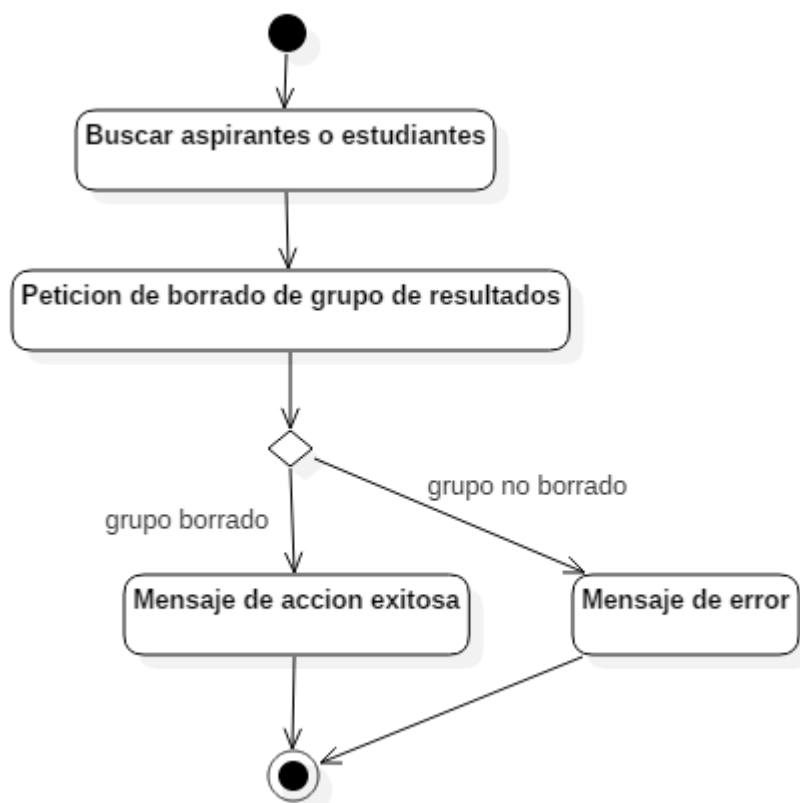 Buscar aspirantes o estudiantes
Peticion de borrado de grupo de resultados
grupo no borrado
grupo borrado
Mensaje de accion exitosa
Mensaje de error